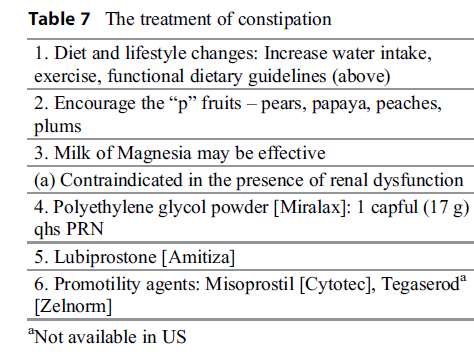 Table 7 The treatment of constipation
1. Diet and lifestyle changes: Increase water intake,
exercise, functional dietary guidelines (above)
2. Encourage the “p” fruits – pears, papaya, peaches,
plums
3. Milk of Magnesia may be effective
(a) Contraindicated in the presence of renal dysfunction
4. Polyethylene glycol powder [Miralax]: 1 capful (17 g)
qhs PRN
5. Lubiprostone [Amitiza]
6. Promotility agents: Misoprostil [Cytotec], Tegaserodᵃ
[Zelnorm]
ᵃNot available in US